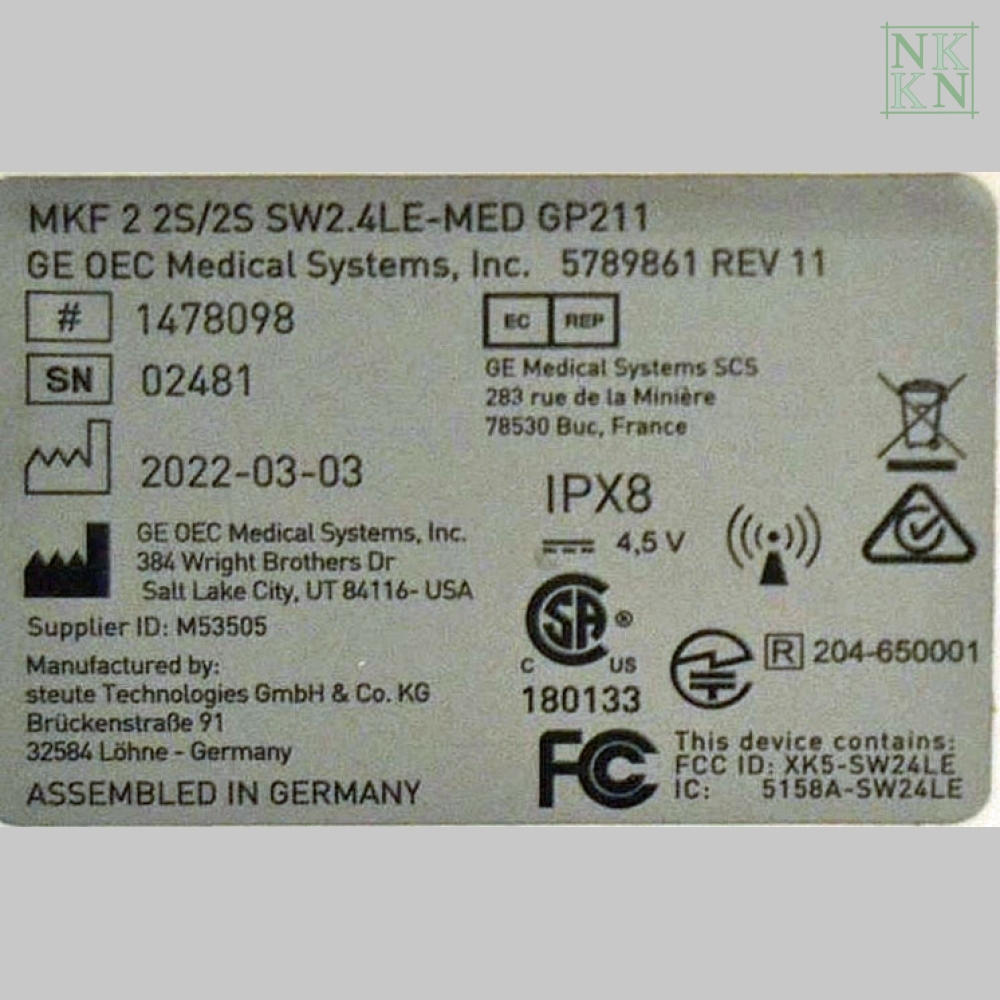 NK
KN
MKF 2 2S/2S SW2.4LE-MED GP211
GE OEC Medical Systems, Inc. 5789861 REV 11
# 1478098
SN 02481
2022-03-03
GE OEC Medical Systems, Inc.
384 Wright Brothers Dr
Salt Lake City, UT 84116- USA
Supplier ID: M53505
Manufactured by:
steute Technologies GmbH & Co. KG
Brückenstraße 91
32584 Löhne - Germany
ASSEMBLED IN GERMANY
EC REP
GE Medical Systems SCS
283 rue de la Minière
78530 Buc, France
IPX8
4,5 V
CSA®
C US
180133
R 204-650001
FC
This device contains:
FCC ID: XK5-SW24LE
IC: 5158A-SW24LE